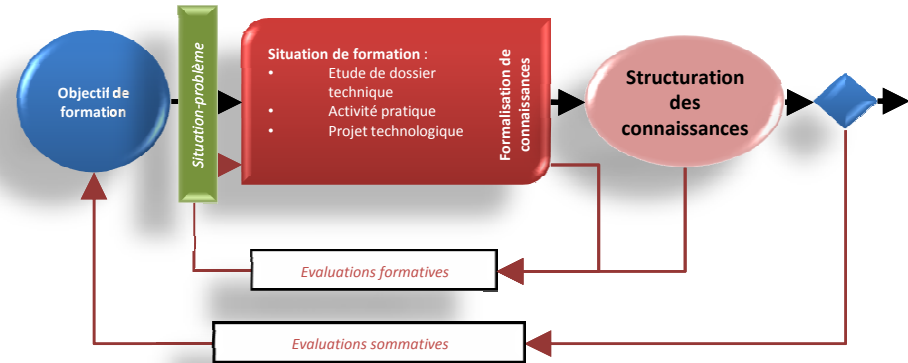 Objectif de
formation
Situation-problème
Situation de formation :
• Etude de dossier
technique
• Activité pratique
• Projet technologique
Formalisation de
connaissances
Structuration
des
connaissances
Evaluations formatives
Evaluations sommatives